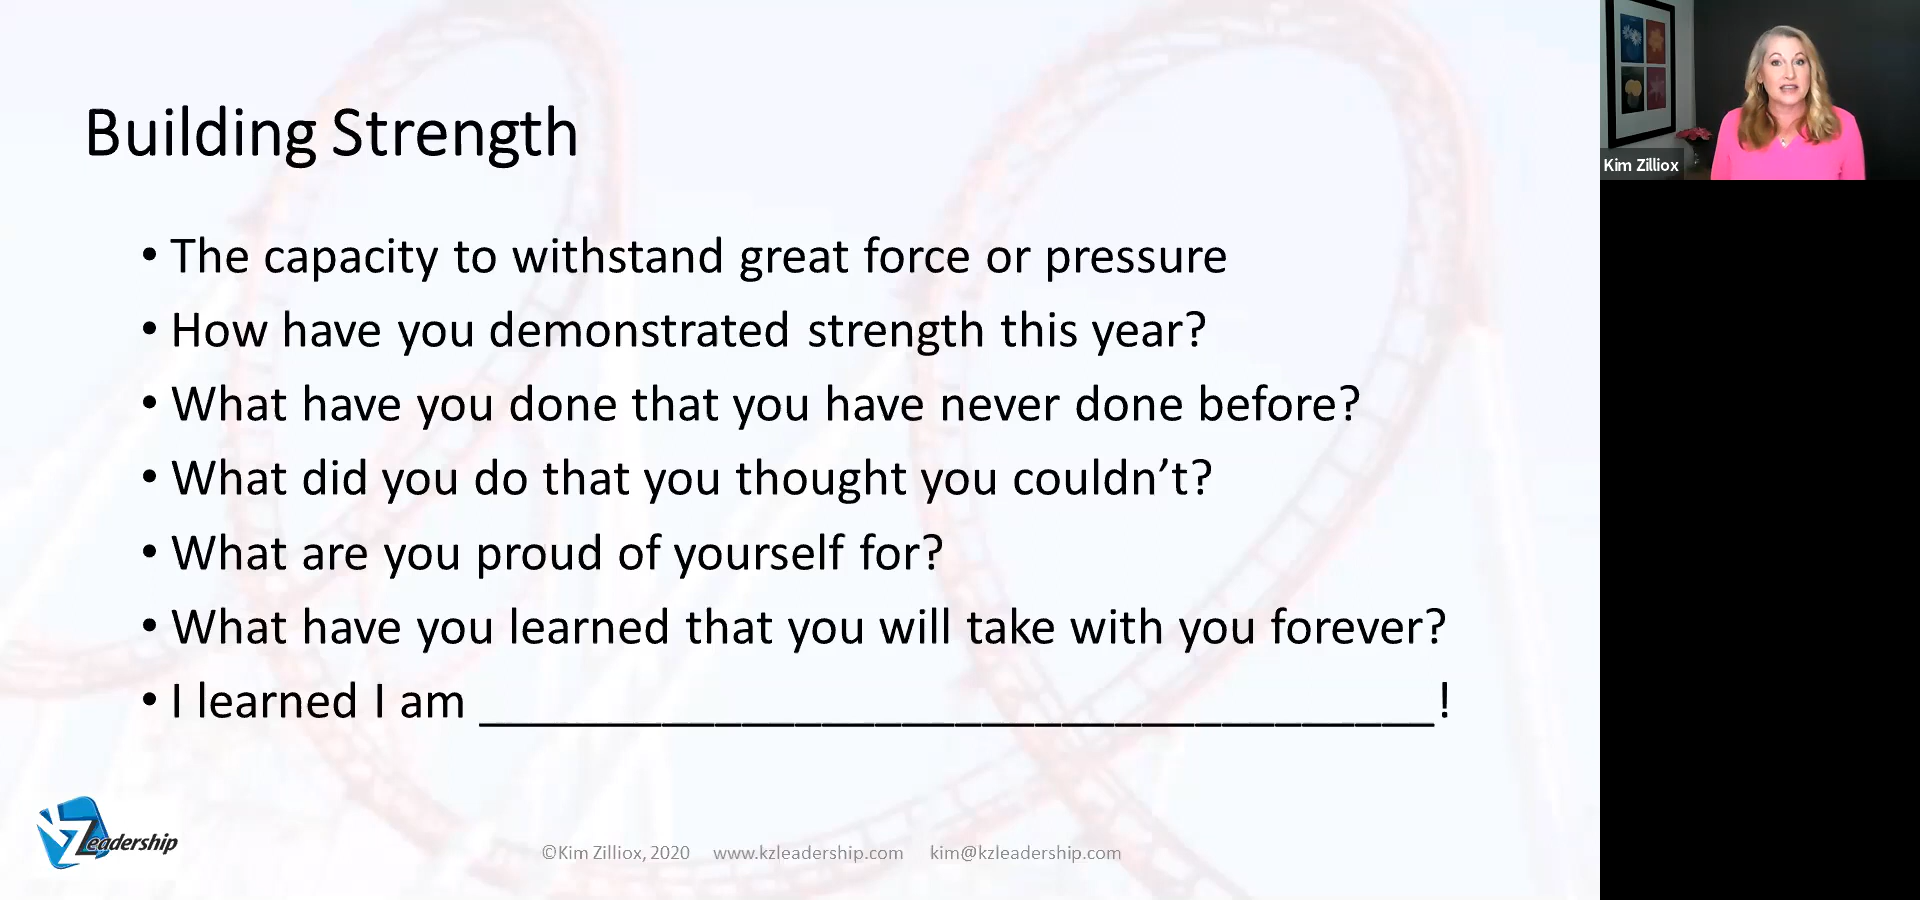 Building Strength
• The capacity to withstand great force or pressure
• How have you demonstrated strength this year?
• What have you done that you have never done before?
• What did you do that you thought you couldn’t?
• What are you proud of yourself for?
• What have you learned that you will take with you forever?
• I learned I am ____________________________________!
KZLeadership
©Kim Zilliox, 2020 www.kzleadership.com kim@kzleadership.com
Kim Zilliox